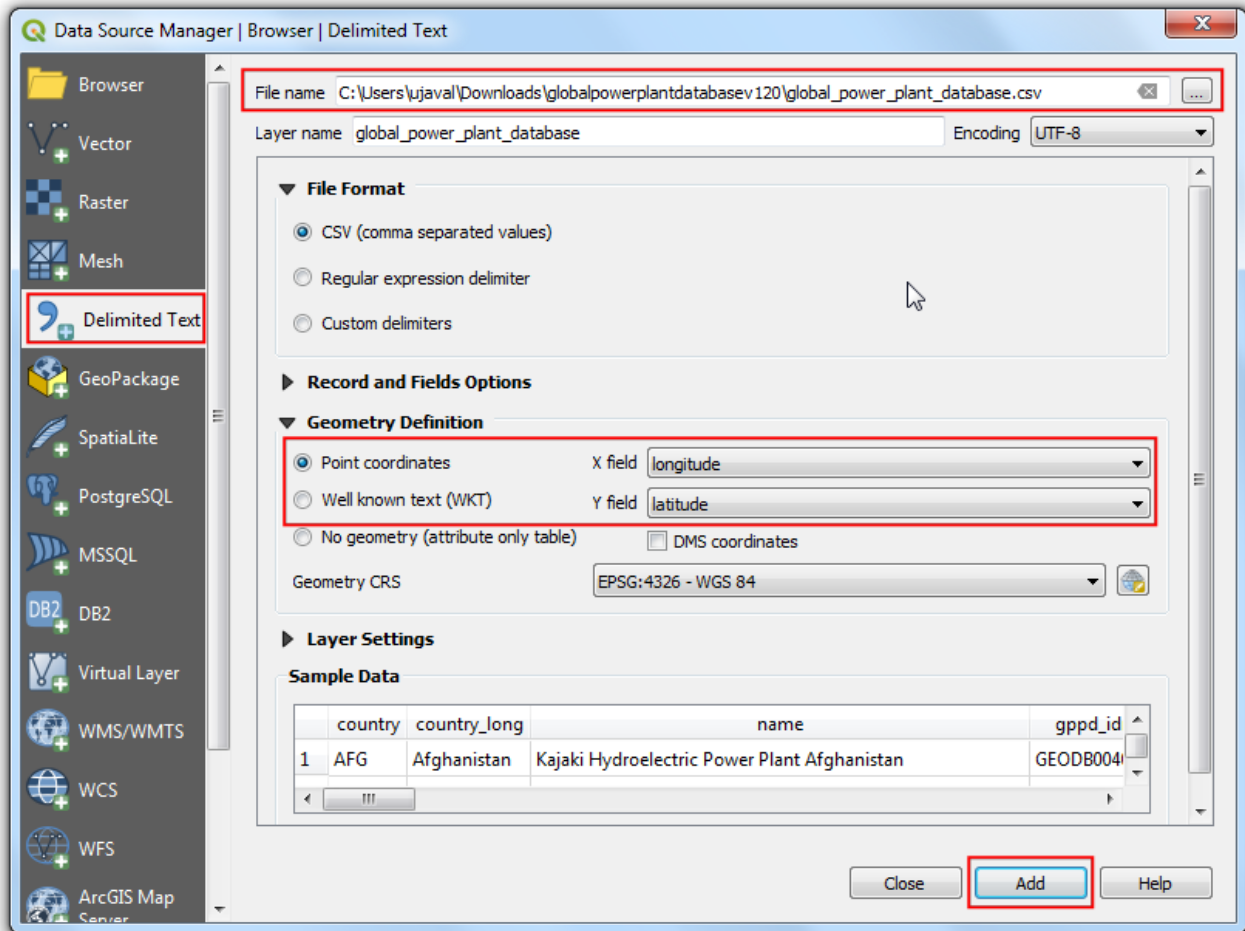 Data Source Manager | Browser | Delimited Text
Browser
Vector
Raster
Mesh
Delimited Text
GeoPackage
SpatiaLite
PostgreSQL
MSSQL
DB2
DB2
Virtual Layer
WMS/WMTS
WCS
WFS
ArcGIS Map
Server
File name C:\Users\ujaval\Downloads\globalpowerplantdatabasev120\global_power_plant_database.csv ...
Layer name global_power_plant_database Encoding UTF-8
File Format
CSV (comma separated values)
Regular expression delimiter
Custom delimiters
Record and Fields Options
Geometry Definition
Point coordinates X field longitude
Well known text (WKT) Y field latitude
No geometry (attribute only table) DMS coordinates
Geometry CRS EPSG:4326 - WGS 84
Layer Settings
Sample Data
country country_long name gppd_id
1 AFG Afghanistan Kajaki Hydroelectric Power Plant Afghanistan
Close Add Help